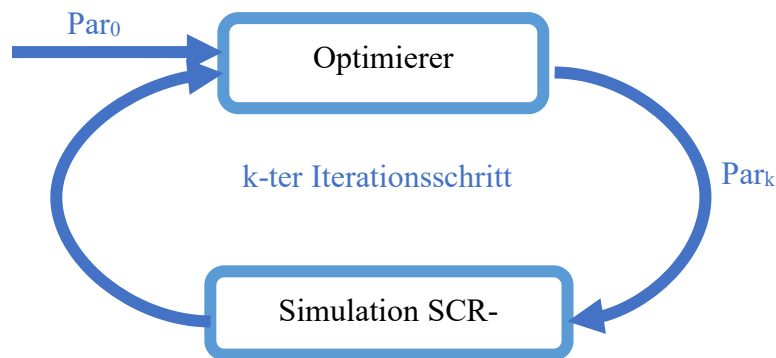 Par₀
Optimierer
k-ter Iterationsschritt
Parₖ
Simulation SCR-